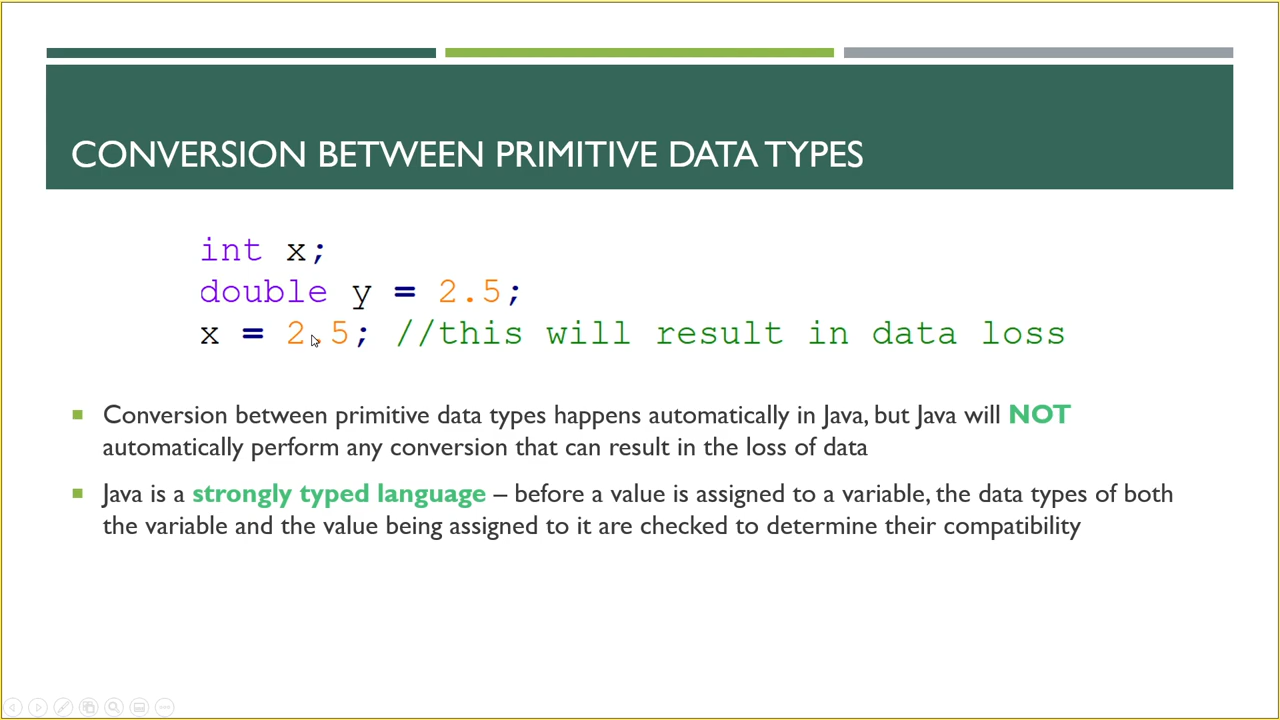 CONVERSION BETWEEN PRIMITIVE DATA TYPES
int x;
double y = 2.5;
x = 2.5; //this will result in data loss
Conversion between primitive data types happens automatically in Java, but Java will NOT
automatically perform any conversion that can result in the loss of data
Java is a strongly typed language – before a value is assigned to a variable, the data types of both
the variable and the value being assigned to it are checked to determine their compatibility